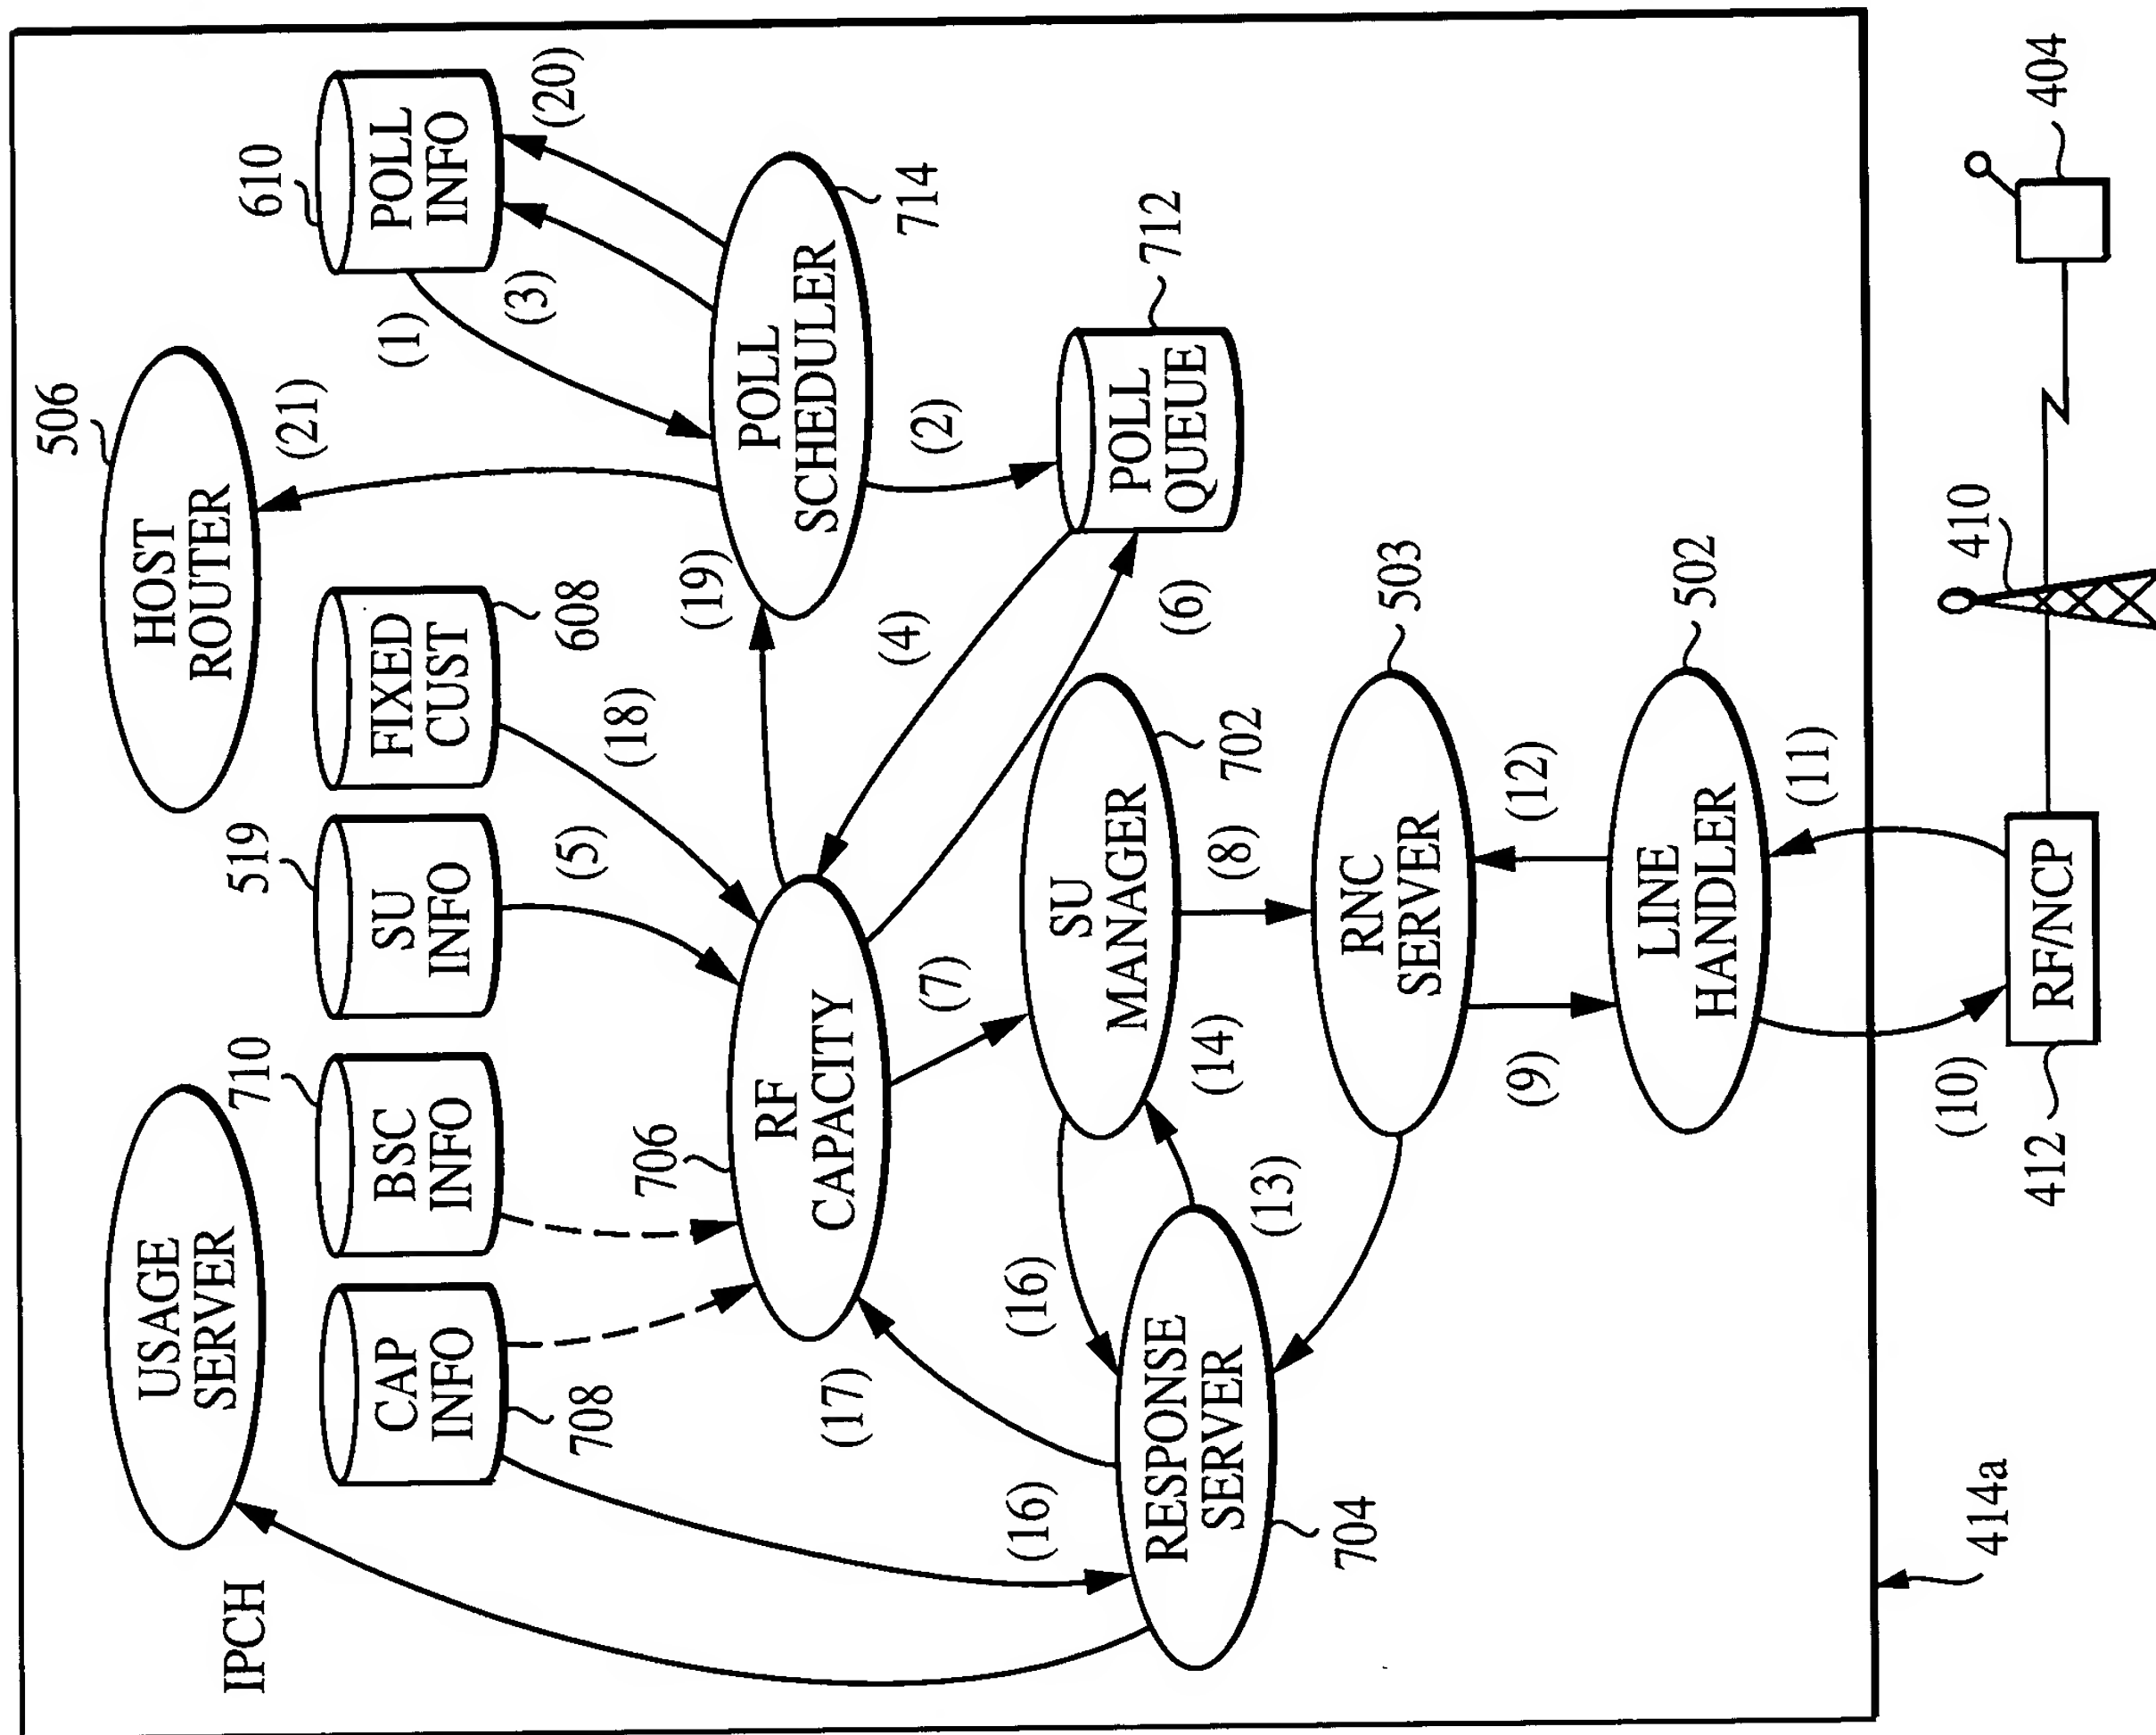 IPCH
USAGE
SERVER
HOST
ROUTER
506
(21)
CAP
INFO
708
BSC
INFO
710
SU
INFO
519
FIXED
CUST
608
POLL
INFO
610
(1)
(3)
(20)
(5)
(18)
(19)
706
RF
CAPACITY
POLL
SCHEDULER
714
(2)
(4)
(6)
(7)
(17)
(16)
(16)
SU
MANAGER
702
POLL
QUEUE
712
RESPONSE
SERVER
704
(14)
(13)
(8)
RNC
SERVER
503
(9)
(12)
LINE
HANDLER
502
(10)
(11)
414a
412
RF/NCP
410
404